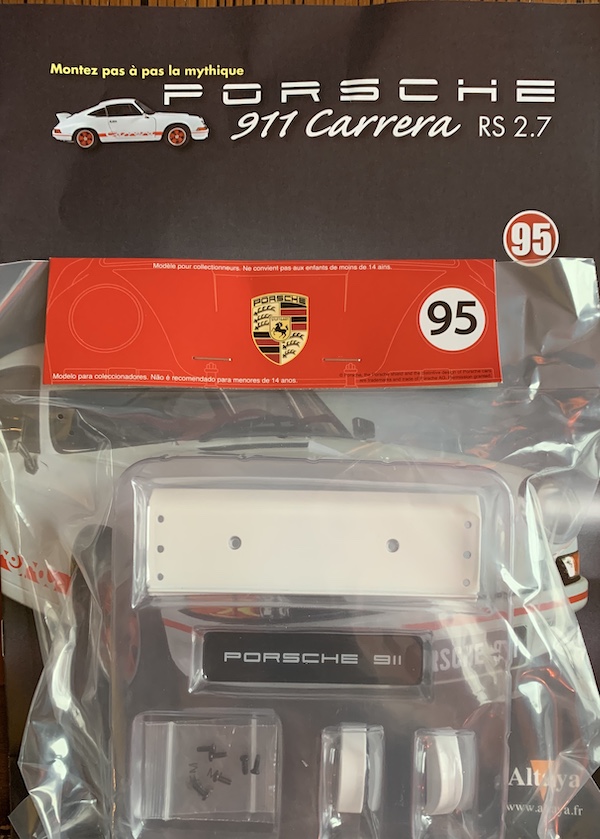 Montez pas à pas la mythique
PORSCHE
911 Carrera RS 2.7
95
Modèle pour collectionneurs. Ne convient pas aux enfants de moins de 14 ans.
PORSCHE
95
Modelo para coleccionadores. Não é recomendado para menores de 14 anos.
PORSCHE 911
Altaya
www.altaya.fr